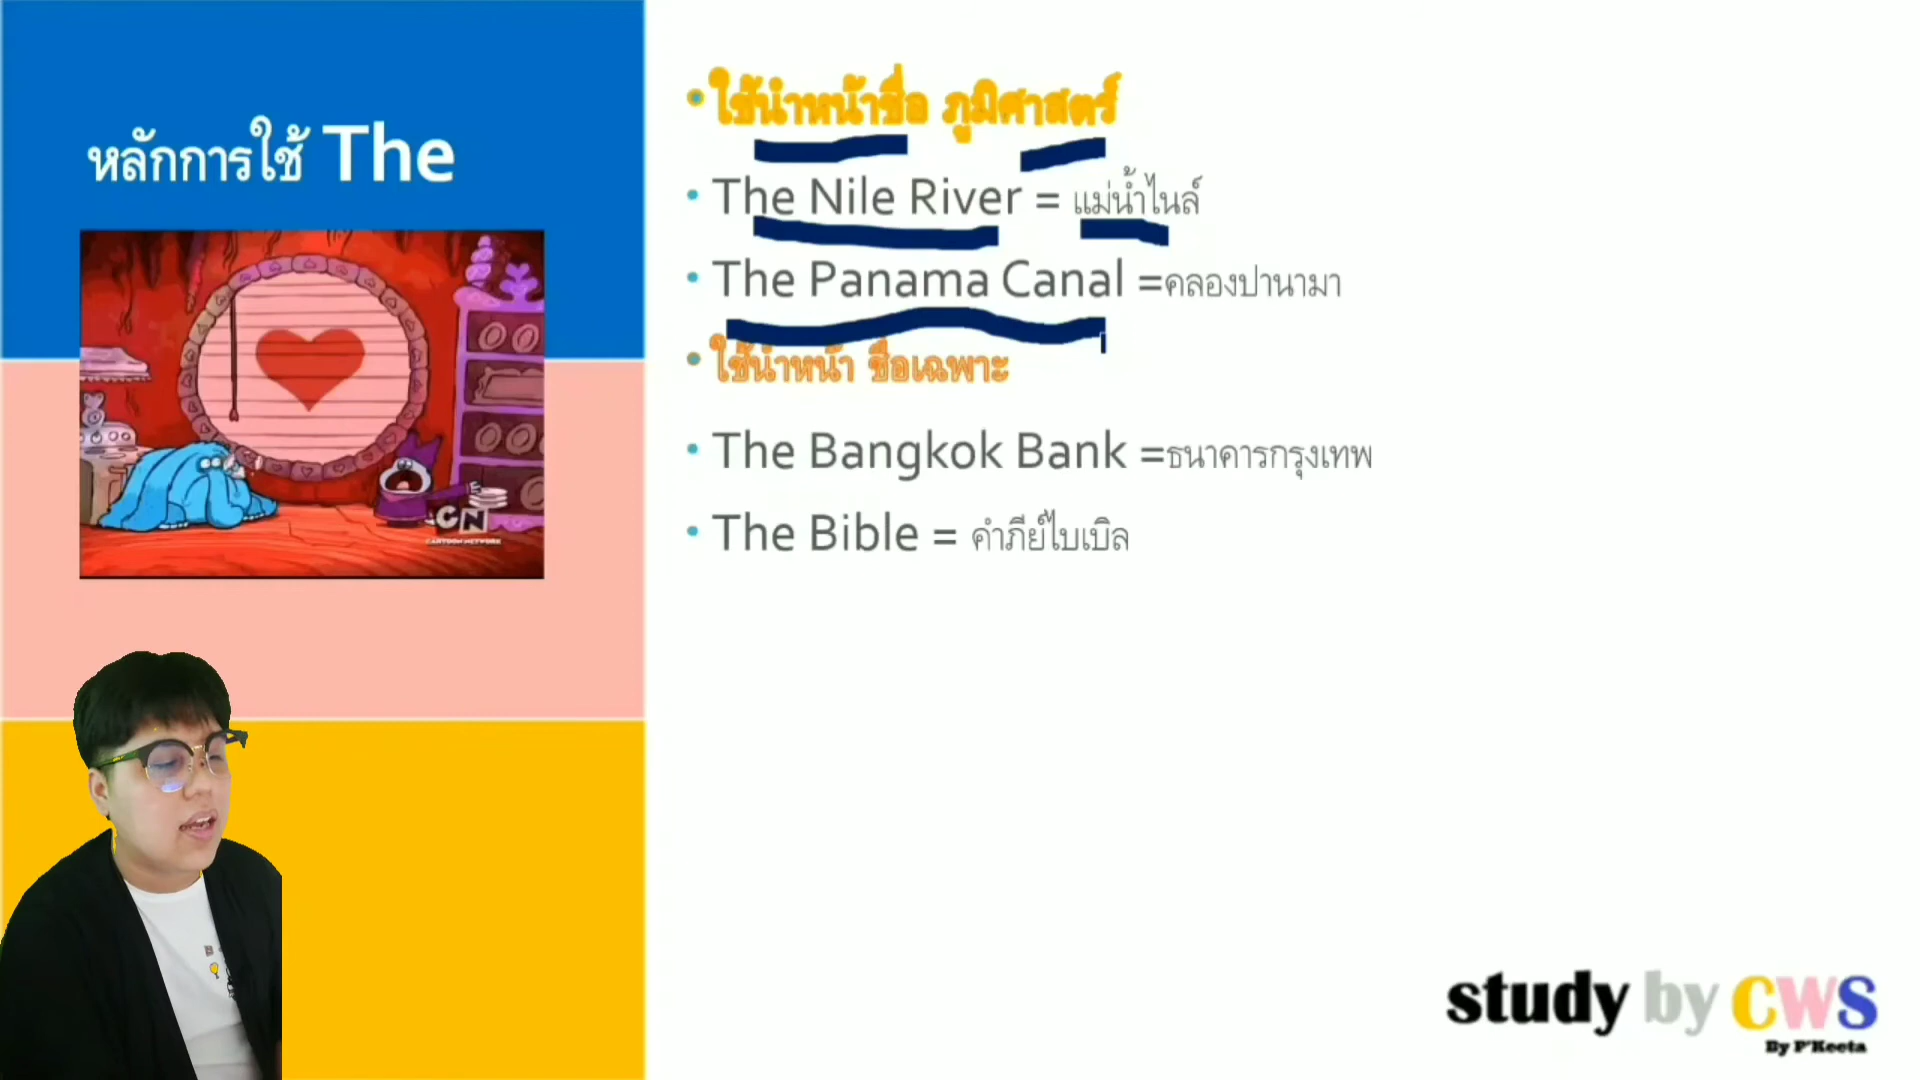 หลักการใช้ The
CN
CARTOON NETWORK
• ใช้นำหน้าชื่อ ภูมิศาสตร์
• The Nile River = แม่น้ำไนล์
• The Panama Canal =คลองปานามา
• ใช้นำหน้า ชื่อเฉพาะ
• The Bangkok Bank =ธนาคารกรุงเทพ
• The Bible = คำภีย์ไบเบิล
study by CWS
By P'Keeta